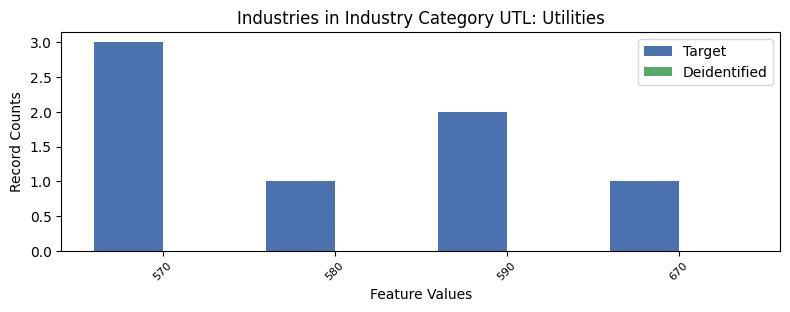 Industries in Industry Category UTL: Utilities
Target
Deidentified
Record Counts
3.0
2.5
2.0
1.5
1.0
0.5
0.0
570
580
590
670
Feature Values